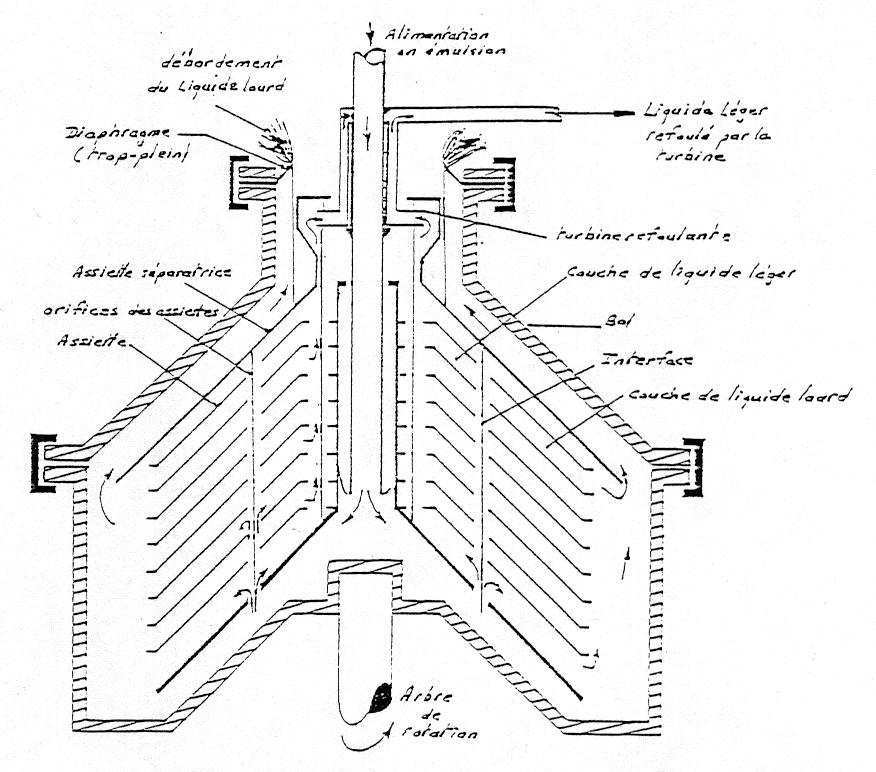 Alimentation
en émulsion
débordement
du Liquide lourd
Liquide Léger
refoulé par la
turbine
Diaphragme
(trop-plein)
turbine refoulante
Assiette séparatrice
Couche de liquide léger
orifices des assiettes
Bol
Assiette
Interface
Couche de liquide lourd
Arbre
de
rotation